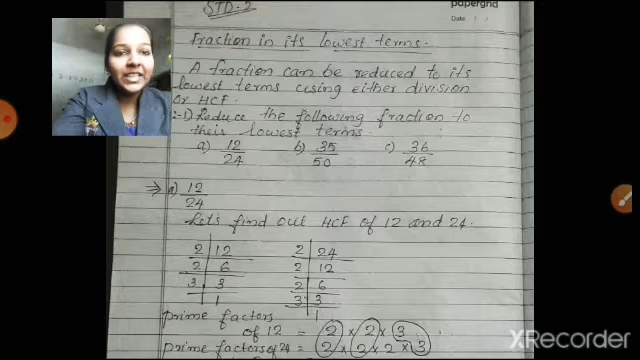 STD-2
papergrid
Date / /
Fraction in its lowest terms.
A fraction can be reduced to its
lowest terms using either division
or HCF.
:-1) Reduce the following fraction to
their lowest terms.
a) 12/24 b) 35/50 c) 36/48
⇒ a) 12/24
Lets find out HCF of 12 and 24.
2 | 12 2 | 24
2 | 6 2 | 12
3 | 3 2 | 6
| 1 3 | 3
| 1
prime factors
of 12 = 2 × 2 × 3
prime factors of 24 = 2 × 2 × 2 × 3
XRecorder